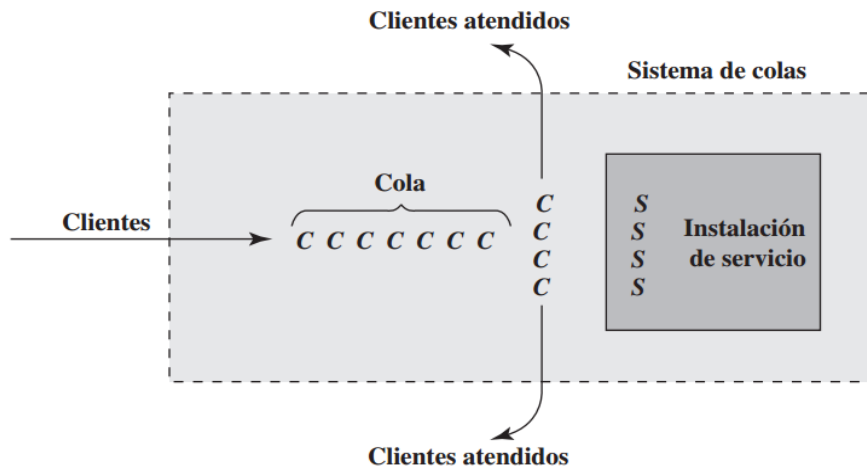 Clientes atendidos
Sistema de colas
Cola
Clientes
C C C C C C C
C
C
C
C
S
S
S
S
Instalación
de servicio
Clientes atendidos